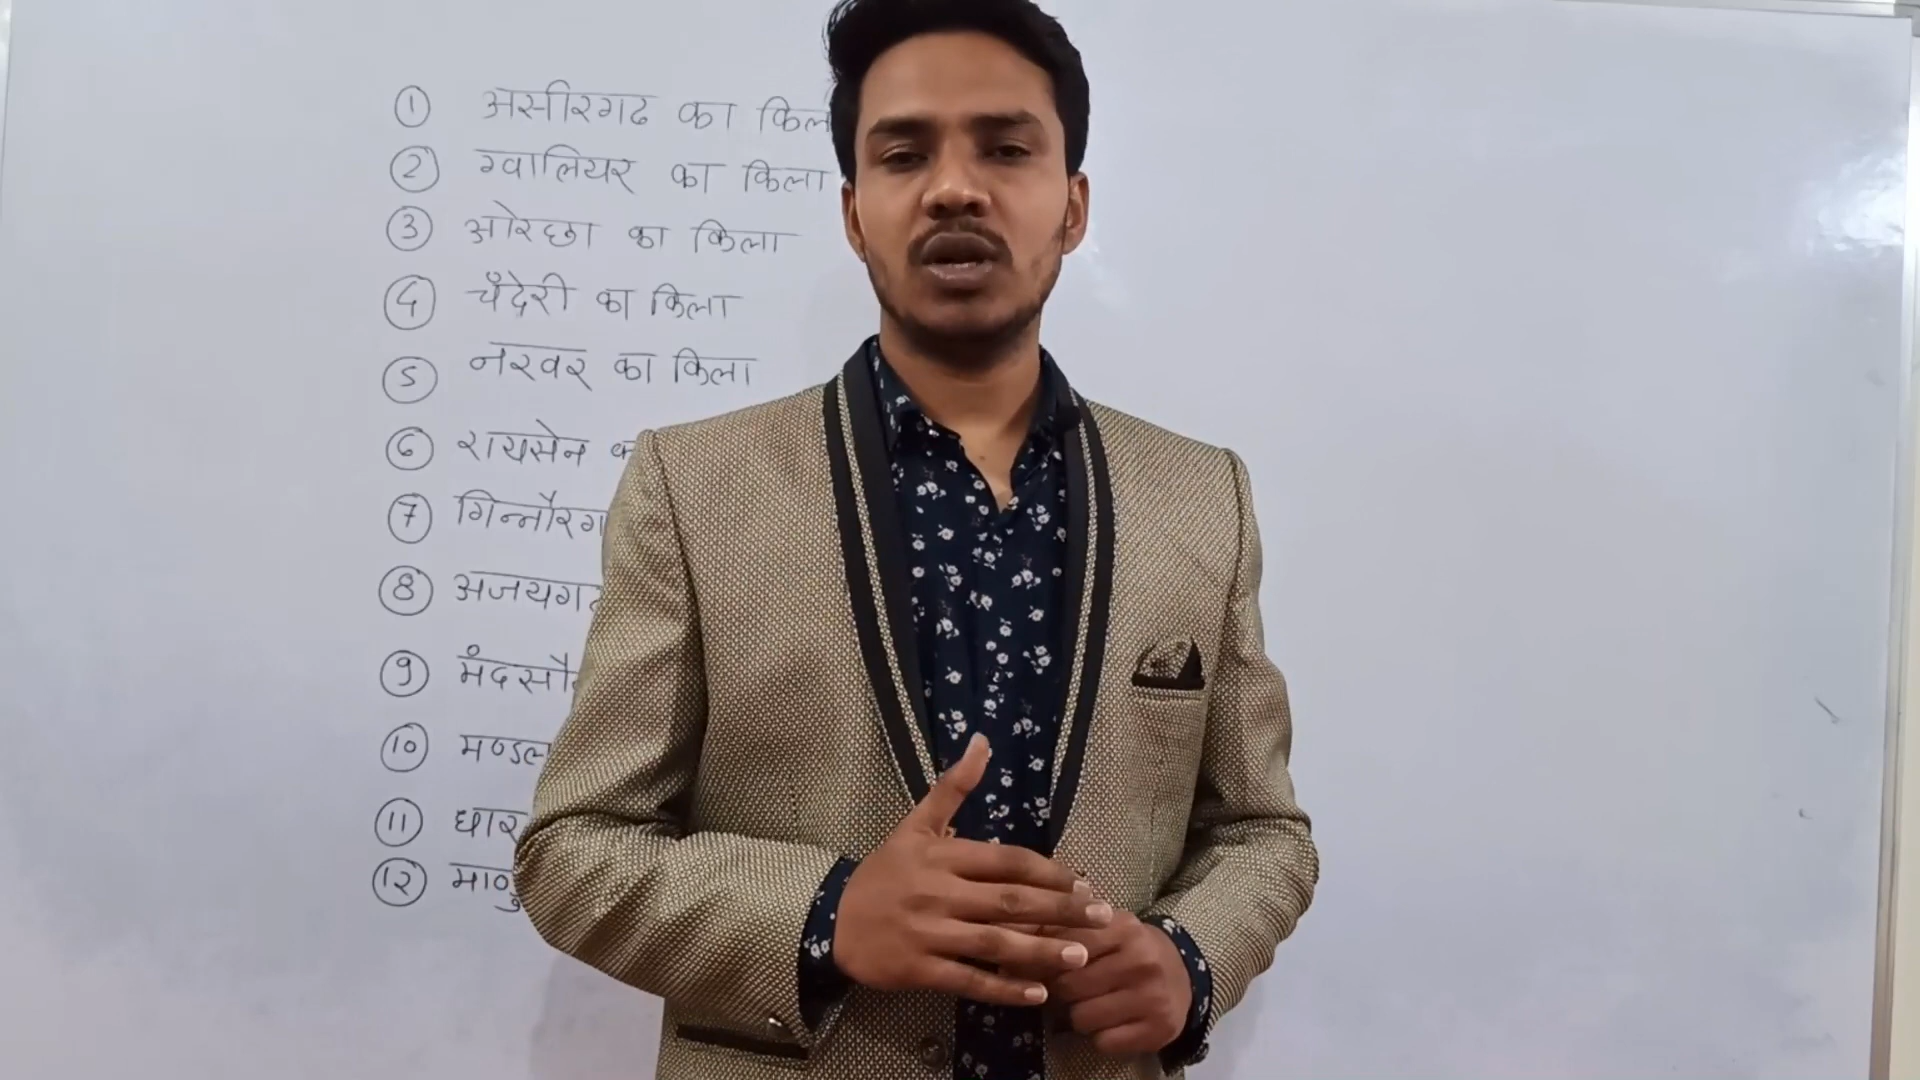 ① असीरगढ का किल
② ग्वालियर का किला
③ ओरछा का किला
④ चँदेरी का किला
⑤ नरवर का किला
⑥ रायसेन क
⑦ गिन्नौरग
⑧ अजयगढ
⑨ मँदसौ
⑩ मण्डल
⑪ धार
⑫ माण्डु